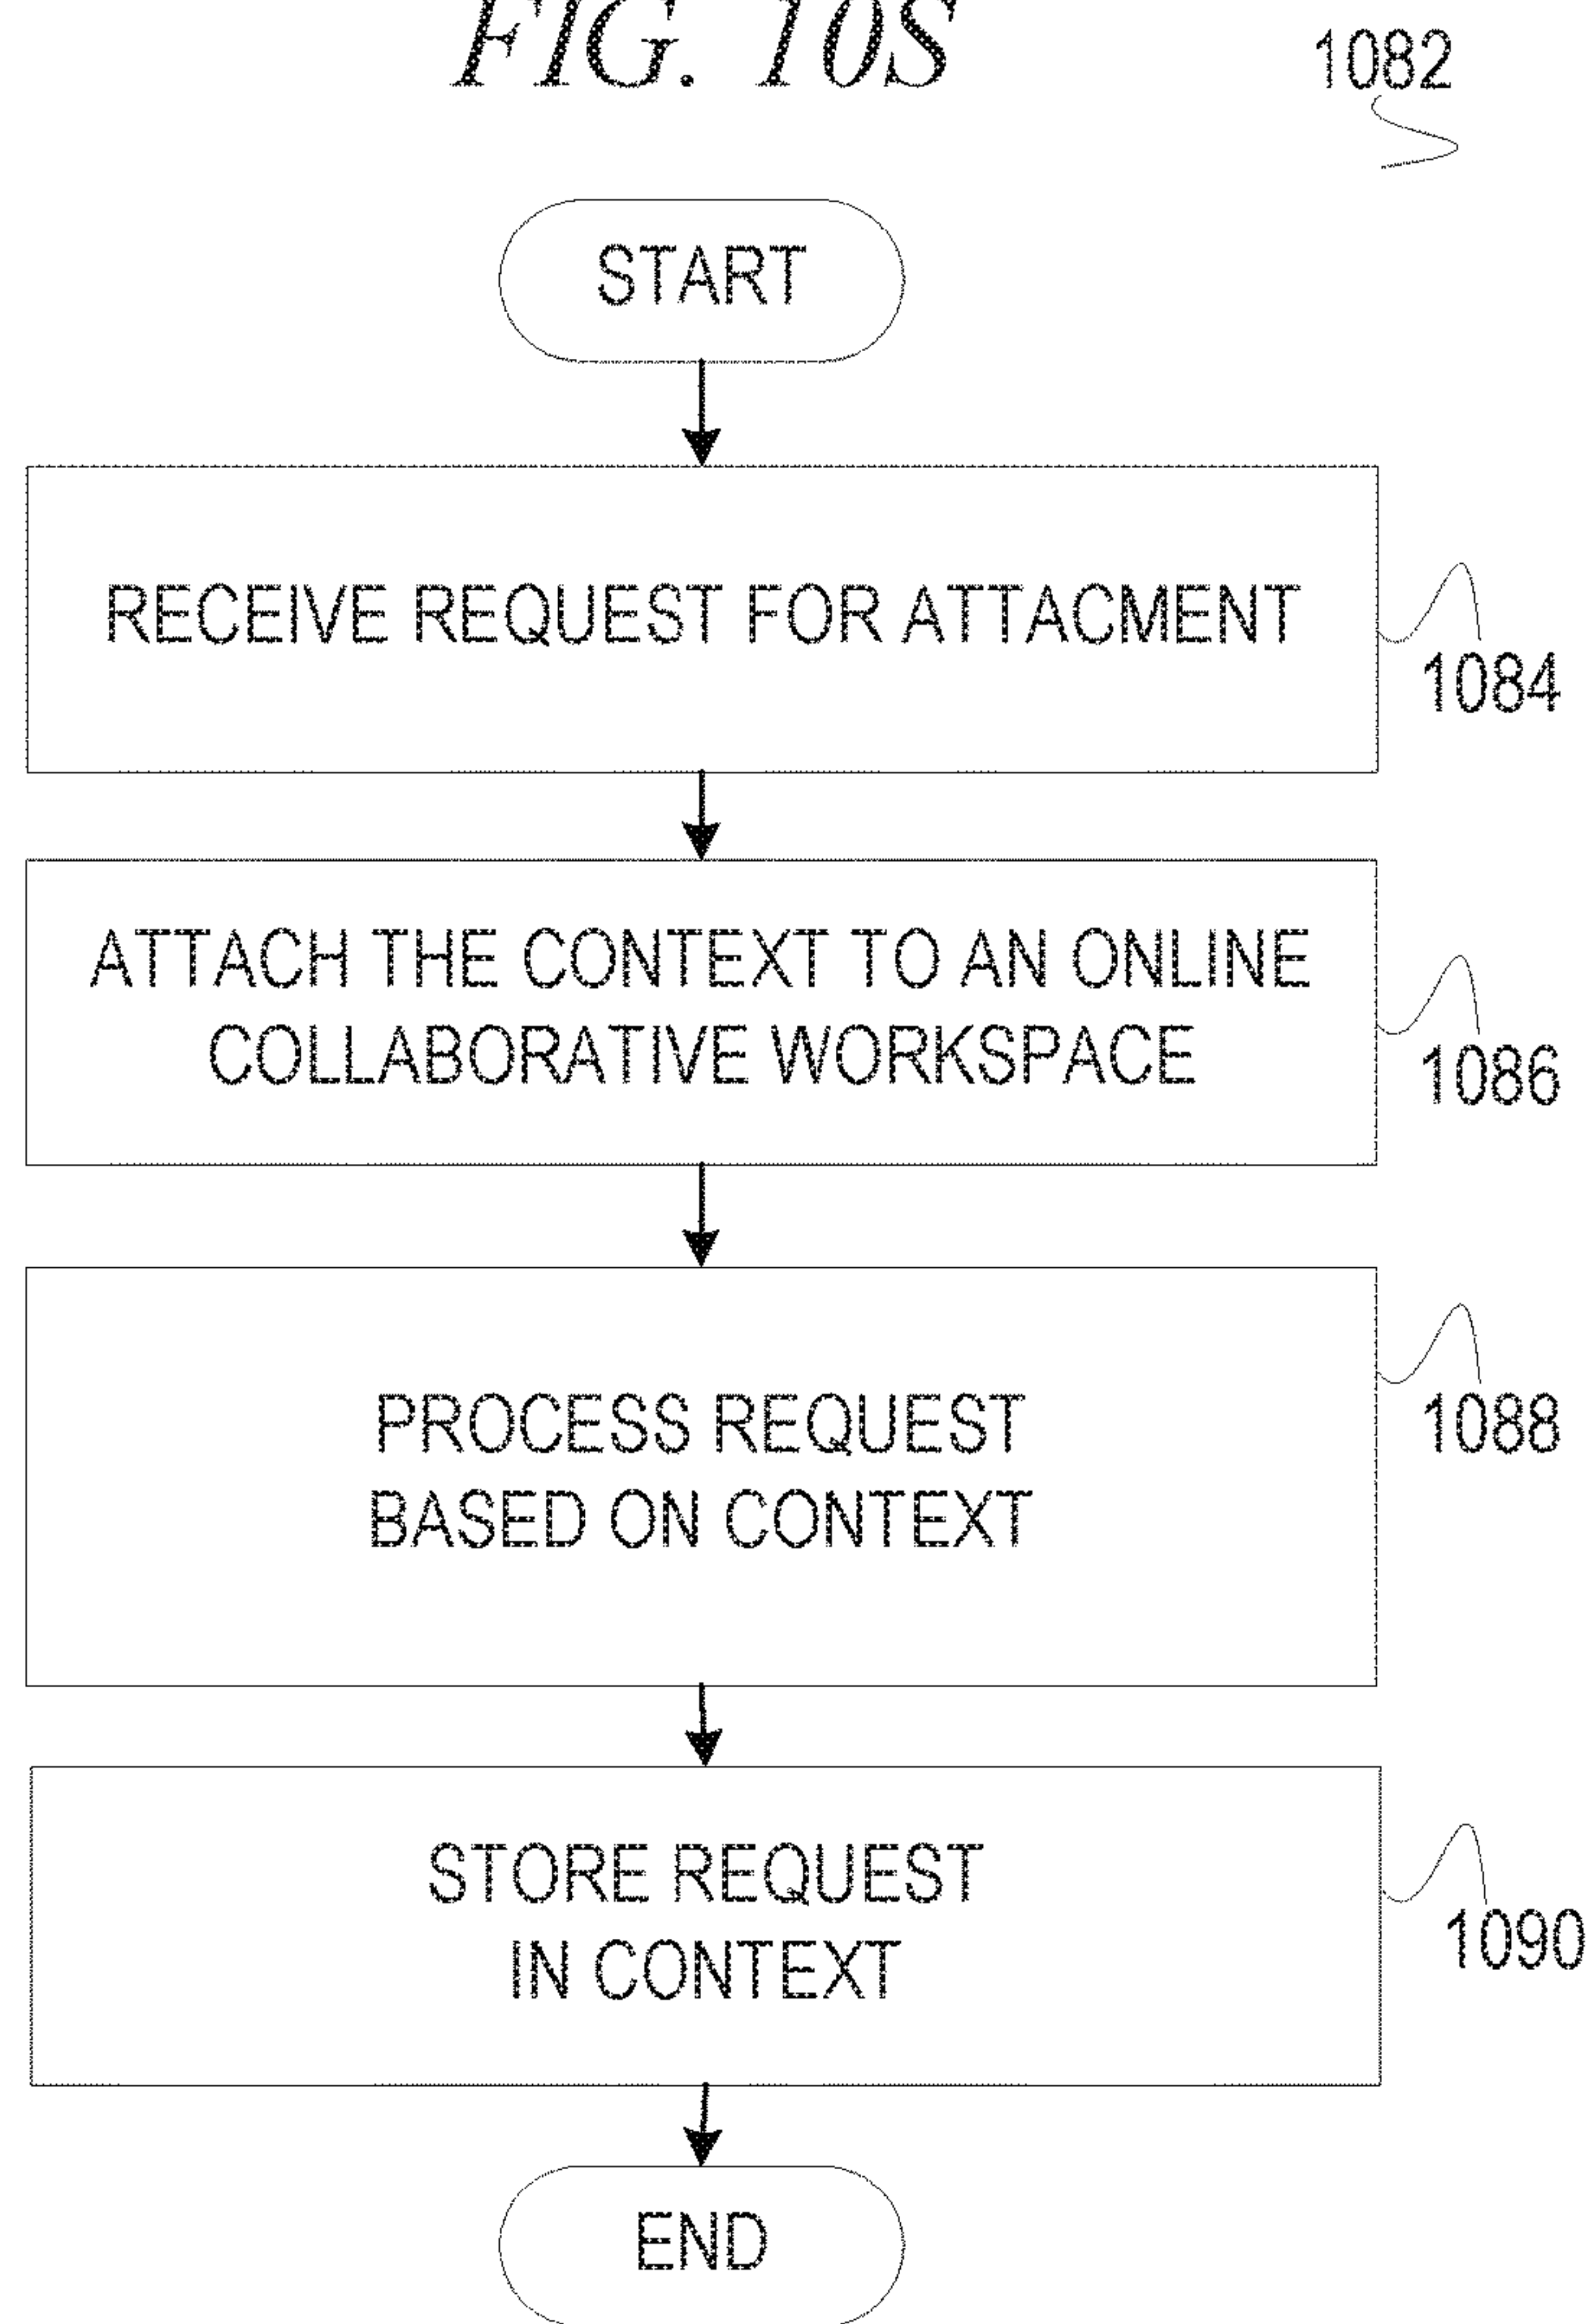 FIG. 10S
1082
START
RECEIVE REQUEST FOR ATTACMENT
1084
ATTACH THE CONTEXT TO AN ONLINE
COLLABORATIVE WORKSPACE
1086
PROCESS REQUEST
BASED ON CONTEXT
1088
STORE REQUEST
IN CONTEXT
1090
END